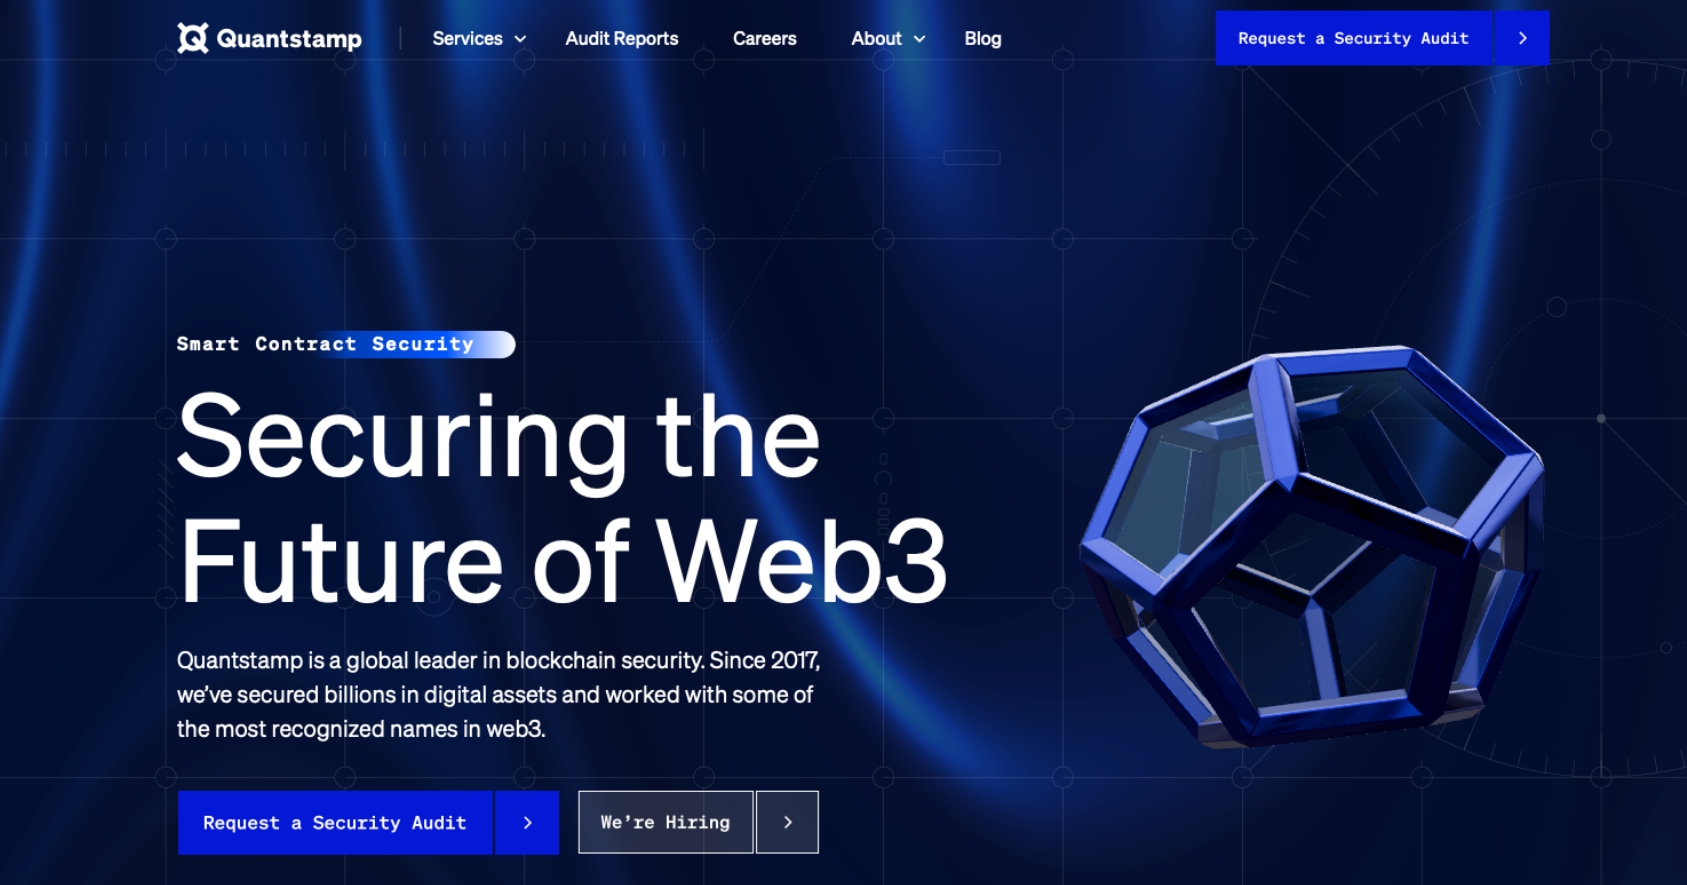 Quantstamp
Services
Audit Reports
Careers
About
Blog
Request a Security Audit
Smart Contract Security
Securing the
Future of Web3
Quantstamp is a global leader in blockchain security. Since 2017,
we’ve secured billions in digital assets and worked with some of
the most recognized names in web3.
Request a Security Audit
We’re Hiring